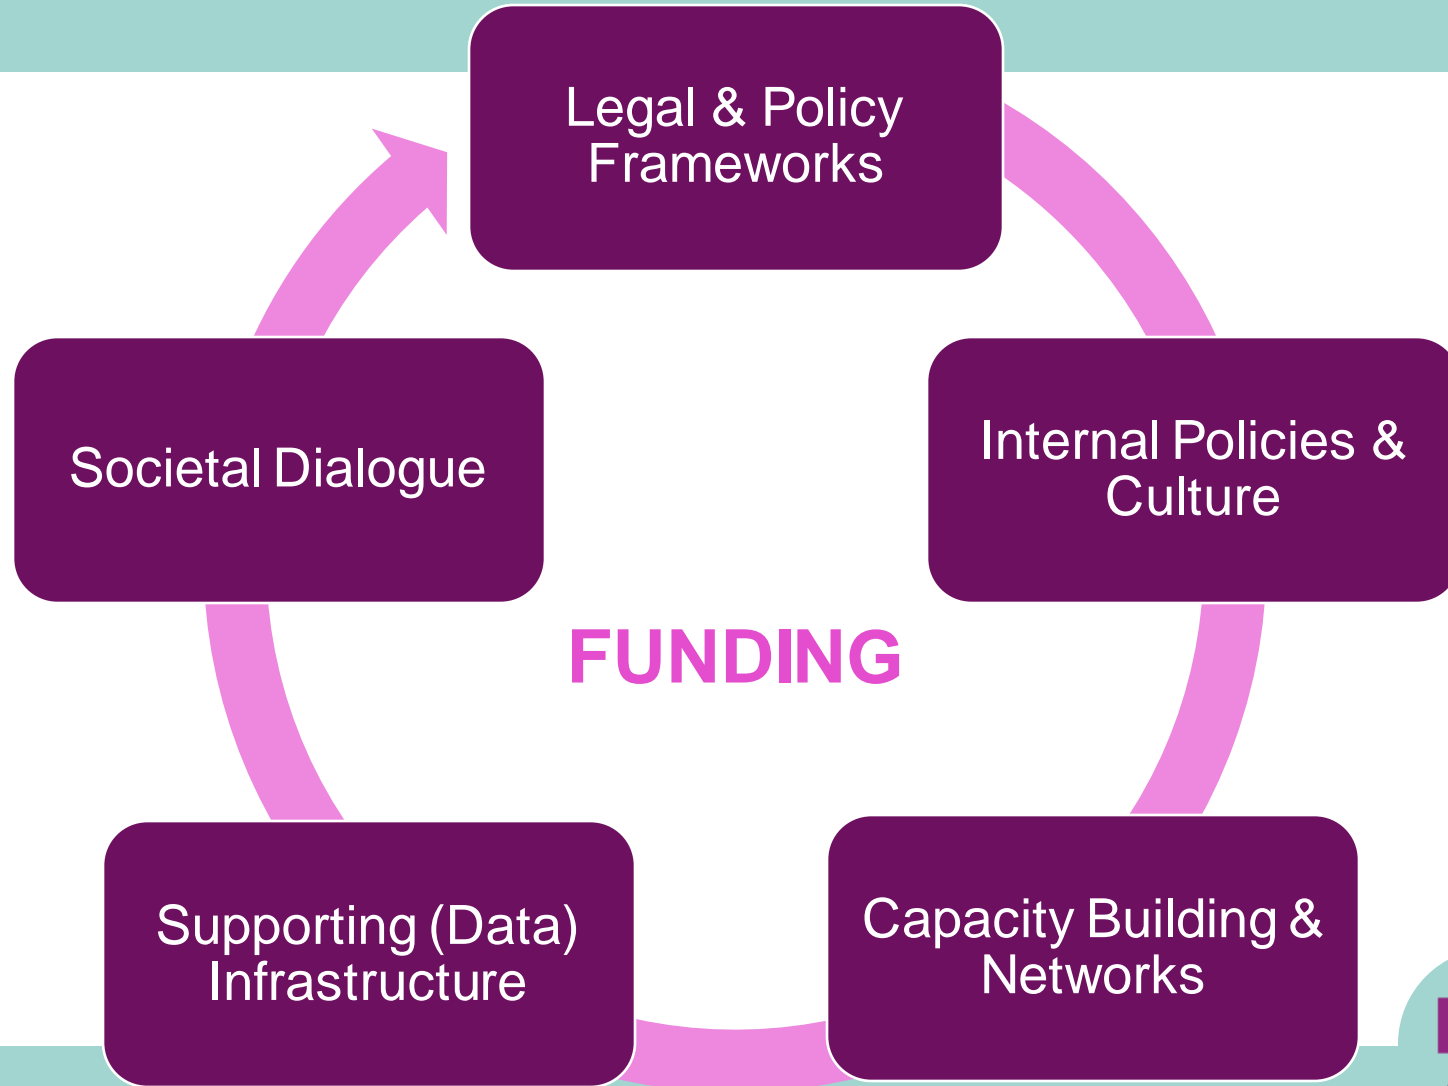 Legal & Policy
Frameworks
Internal Policies &
Culture
Societal Dialogue
FUNDING
Capacity Building &
Networks
Supporting (Data)
Infrastructure